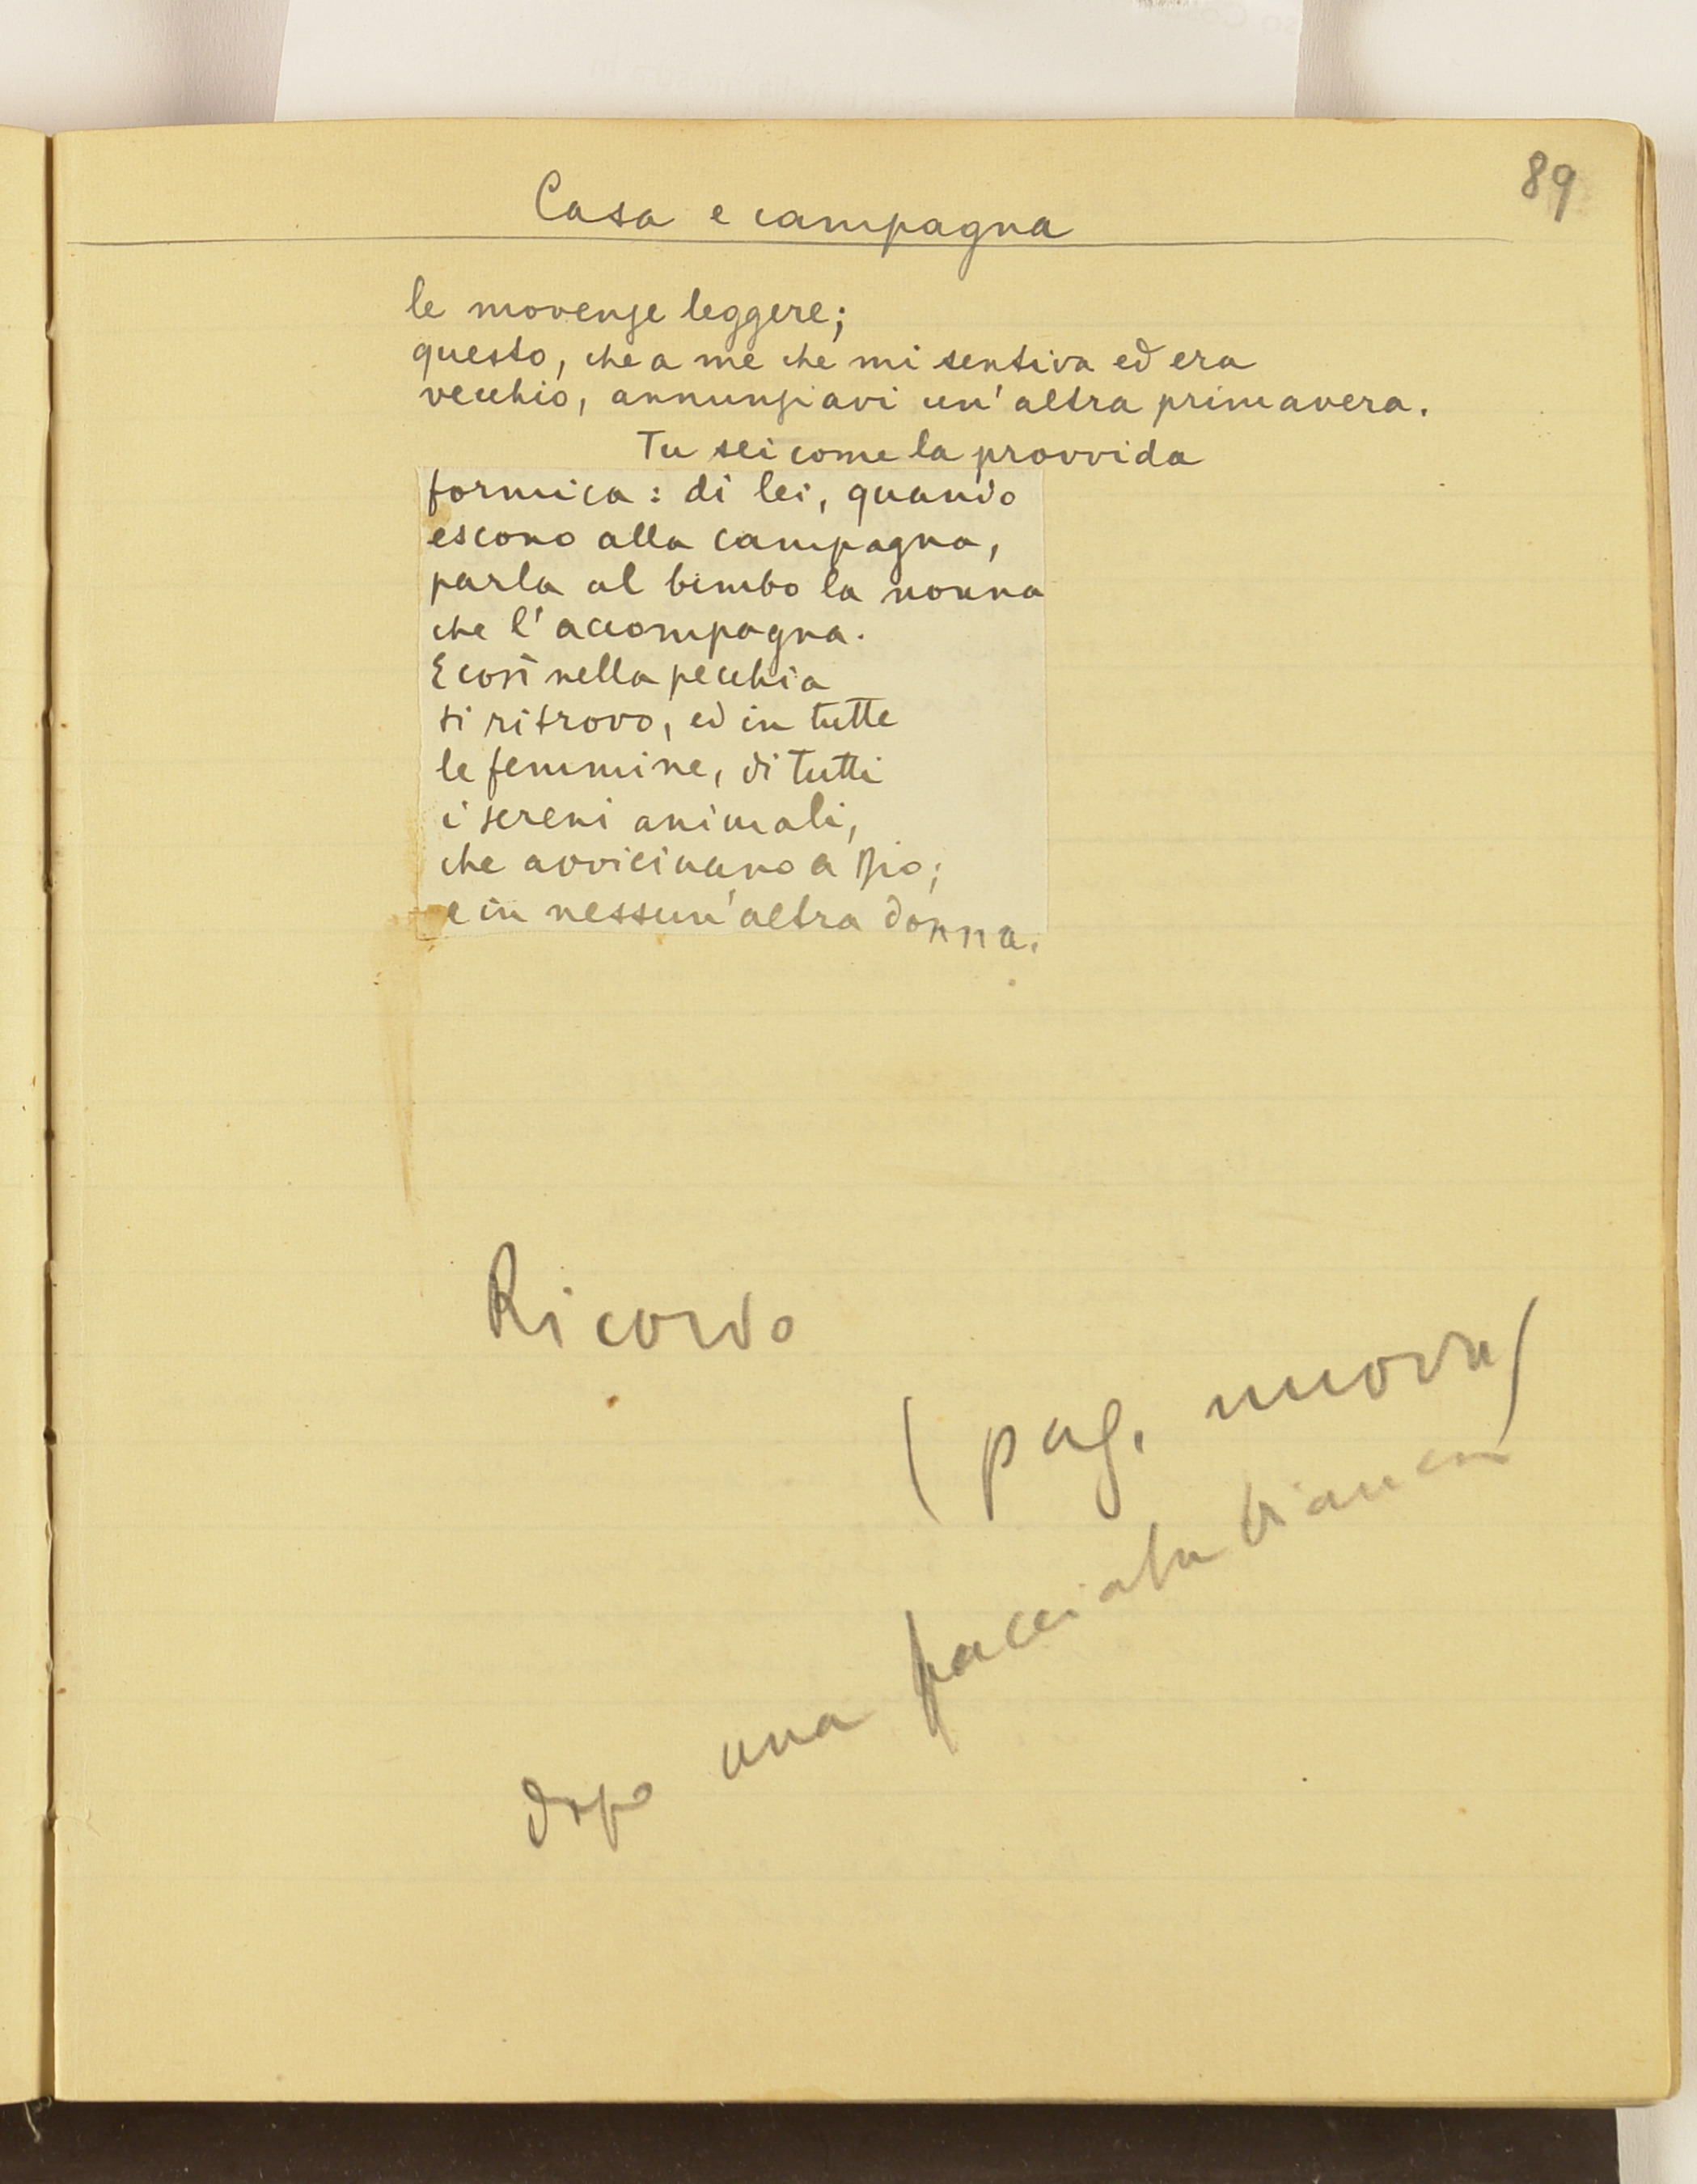 89
Casa e campagna
le movenze leggere;
questo, che a me che mi sentiva ed era
vecchio, annunziavi un'altra primavera.
Tu sei come la provvida
formica: di lei, quando
escono alla campagna,
parla al bimbo la nonna
che l'accompagna.
E così nella pecchia
ti ritrovo, ed in tutte
le femmine, di tutti
i sereni animali,
che avvicinano a Dio;
e in nessun'altra donna.
Ricordo
(pag. nuova)
dopo una facciata bianca